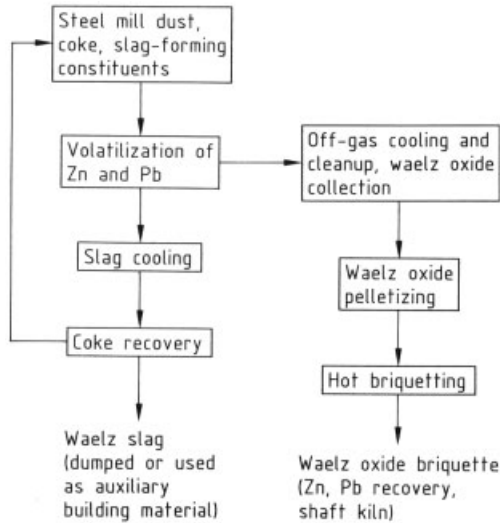 Steel mill dust,
coke, slag-forming
constituents
Volatilization of
Zn and Pb
Off-gas cooling and
cleanup, waelz oxide
collection
Slag cooling
Waelz oxide
pelletizing
Coke recovery
Hot briquetting
Waelz slag
(dumped or used
as auxiliary
building material)
Waelz oxide briquette
(Zn, Pb recovery,
shaft kiln)